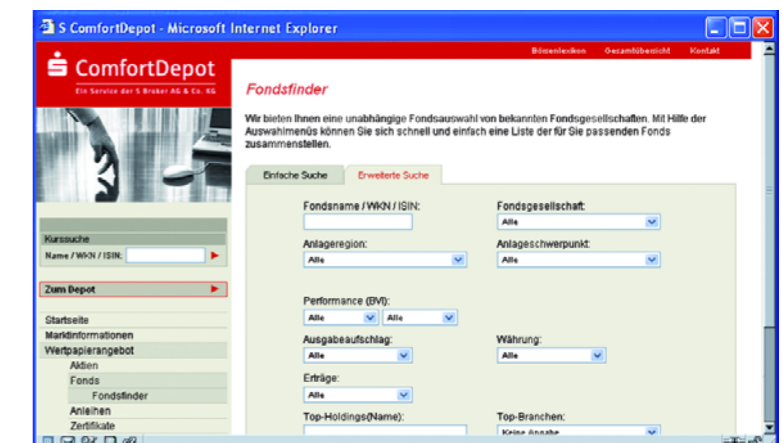 S ComfortDepot - Microsoft Internet Explorer
Börsenlexikon Gesamtübersicht Kontakt
ComfortDepot
Ein Service der S Broker AG & Co. KG
Fondsfinder
Wir bieten Ihnen eine unabhängige Fondsauswahl von bekannten Fondsgesellschaften. Mit Hilfe der
Auswahlmenüs können Sie sich schnell und einfach eine Liste der für Sie passenden Fonds
zusammenstellen.
Einfache Suche Erweiterte Suche
Kurssuche
Name / WKN / ISIN:
Zum Depot
Startseite
Marktinformationen
Wertpapierangebot
Aktien
Fonds
Fondsfinder
Anleihen
Zertifikate
Fondsname / WKN / ISIN: Fondsgesellschaft:
Alle
Anlageregion: Anlageschwerpunkt:
Alle Alle
Performance (BVI):
Alle Alle
Ausgabeaufschlag: Währung:
Alle Alle
Erträge:
Alle
Top-Holdings(Name): Top-Branchen:
Keine Angabe